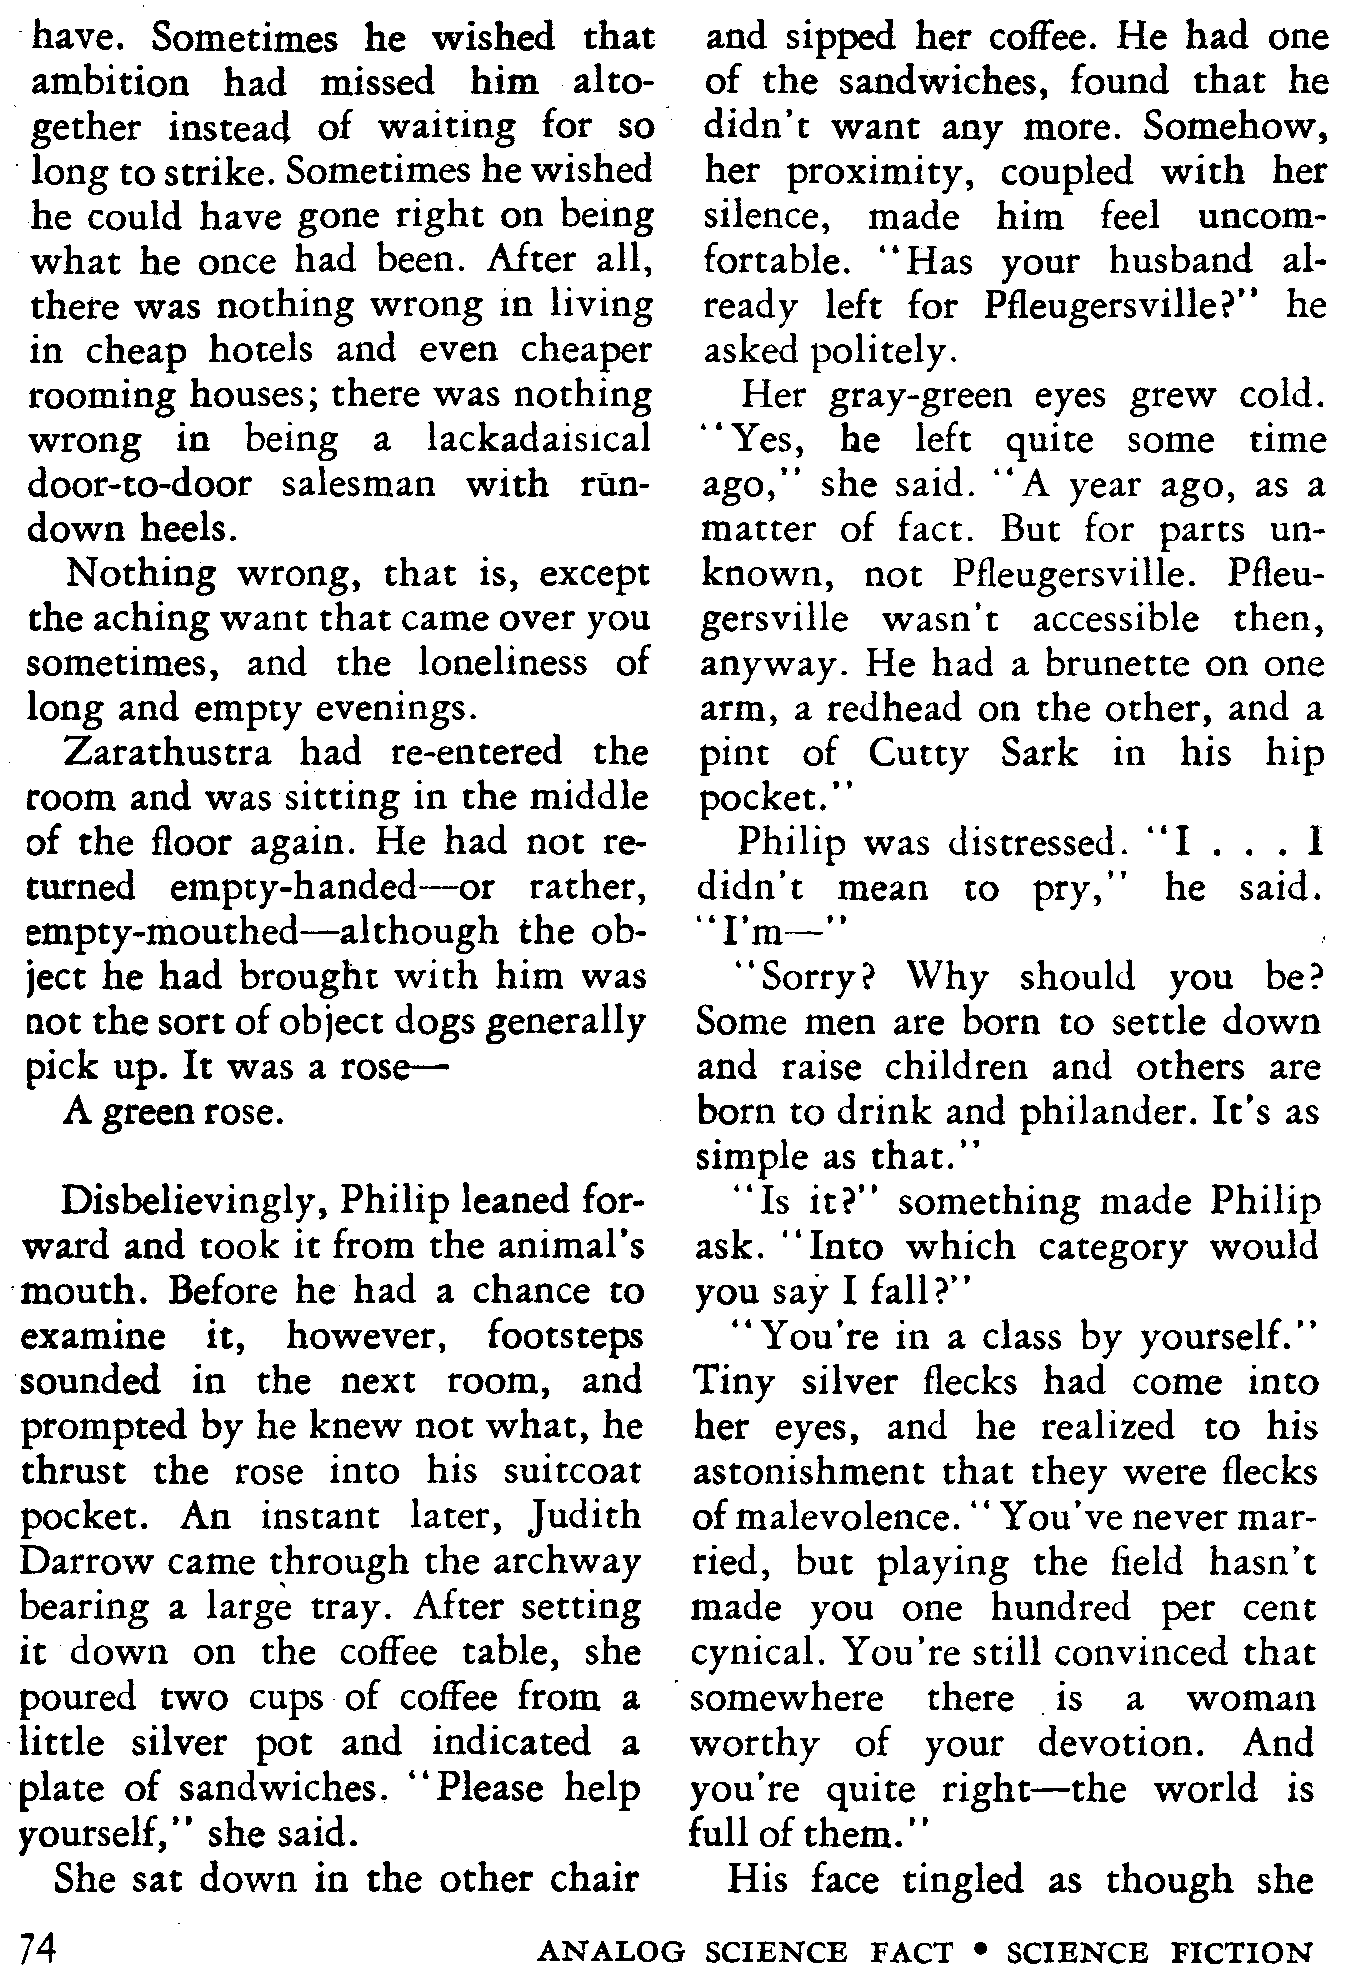 have. Sometimes he wished that
ambition had missed him alto-
gether instead of waiting for so
long to strike. Sometimes he wished
he could have gone right on being
what he once had been. After all,
there was nothing wrong in living
in cheap hotels and even cheaper
rooming houses; there was nothing
wrong in being a lackadaisical
door-to-door salesman with run-
down heels.
Nothing wrong, that is, except
the aching want that came over you
sometimes, and the loneliness of
long and empty evenings.
Zarathustra had re-entered the
room and was sitting in the middle
of the floor again. He had not re-
turned empty-handed—or rather,
empty-mouthed—although the ob-
ject he had brought with him was
not the sort of object dogs generally
pick up. It was a rose—
A green rose.
Disbelievingly, Philip leaned for-
ward and took it from the animal's
mouth. Before he had a chance to
examine it, however, footsteps
sounded in the next room, and
prompted by he knew not what, he
thrust the rose into his suitcoat
pocket. An instant later, Judith
Darrow came through the archway
bearing a large tray. After setting
it down on the coffee table, she
poured two cups of coffee from a
little silver pot and indicated a
plate of sandwiches. "Please help
yourself," she said.
She sat down in the other chair
and sipped her coffee. He had one
of the sandwiches, found that he
didn't want any more. Somehow,
her proximity, coupled with her
silence, made him feel uncom-
fortable. "Has your husband al-
ready left for Pfleugersville?" he
asked politely.
Her gray-green eyes grew cold.
"Yes, he left quite some time
ago," she said. "A year ago, as a
matter of fact. But for parts un-
known, not Pfleugersville. Pfleu-
gersville wasn't accessible then,
anyway. He had a brunette on one
arm, a redhead on the other, and a
pint of Cutty Sark in his hip
pocket."
Philip was distressed. "I . . . I
didn't mean to pry," he said.
"I'm—"
"Sorry? Why should you be?
Some men are born to settle down
and raise children and others are
born to drink and philander. It's as
simple as that."
"Is it?" something made Philip
ask. "Into which category would
you say I fall?"
"You're in a class by yourself."
Tiny silver flecks had come into
her eyes, and he realized to his
astonishment that they were flecks
of malevolence. "You've never mar-
ried, but playing the field hasn't
made you one hundred per cent
cynical. You're still convinced that
somewhere there is a woman
worthy of your devotion. And
you're quite right—the world is
full of them."
His face tingled as though she
74 ANALOG SCIENCE FACT • SCIENCE FICTION